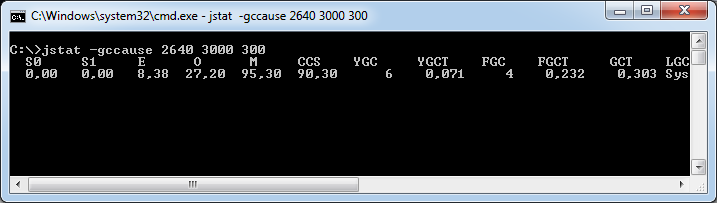 C:\Windows\system32\cmd.exe - jstat -gccause 2640 3000 300
C:\>jstat -gccause 2640 3000 300
S0 S1 E O M CCS YGC YGCT FGC FGCT GCT LGC
0,00 0,00 8,38 27,20 95,30 90,30 6 0,071 4 0,232 0,303 Sys